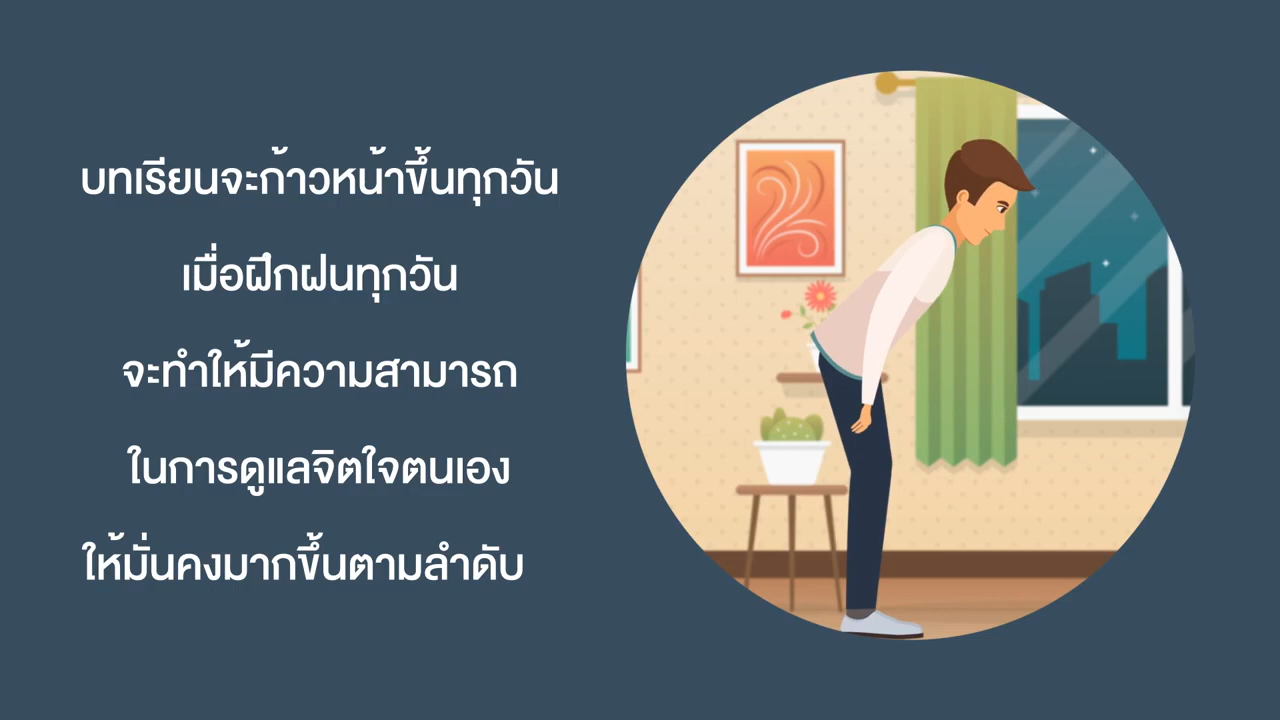 บทเรียนจะก้าวหน้าขึ้นทุกวัน
เมื่อฝึกฝนทุกวัน
จะทำให้มีความสามารถ
ในการดูแลจิตใจตนเอง
ให้มั่นคงมากขึ้นตามลำดับ